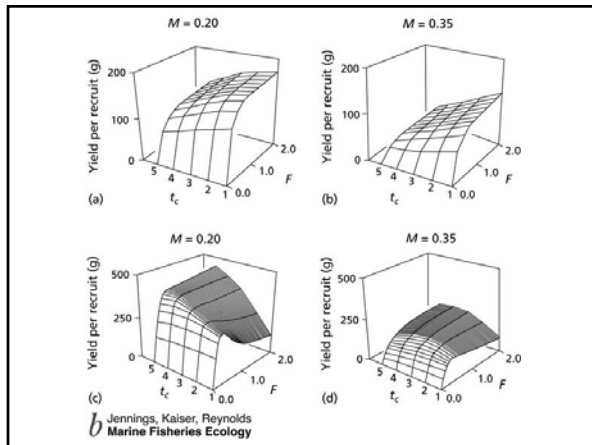 M = 0.20
M = 0.35
Yield per recruit (g)
200
100
0
5
4
3
2
1
t_c
0.0
1.0
2.0
F
(a)
Yield per recruit (g)
200
100
0
5
4
3
2
1
t_c
0.0
1.0
2.0
F
(b)
M = 0.20
M = 0.35
Yield per recruit (g)
500
250
0
5
4
3
2
1
t_c
0.0
1.0
2.0
F
(c)
Yield per recruit (g)
500
250
0
5
4
3
2
1
t_c
0.0
1.0
2.0
F
(d)
b Jennings, Kaiser, Reynolds
Marine Fisheries Ecology